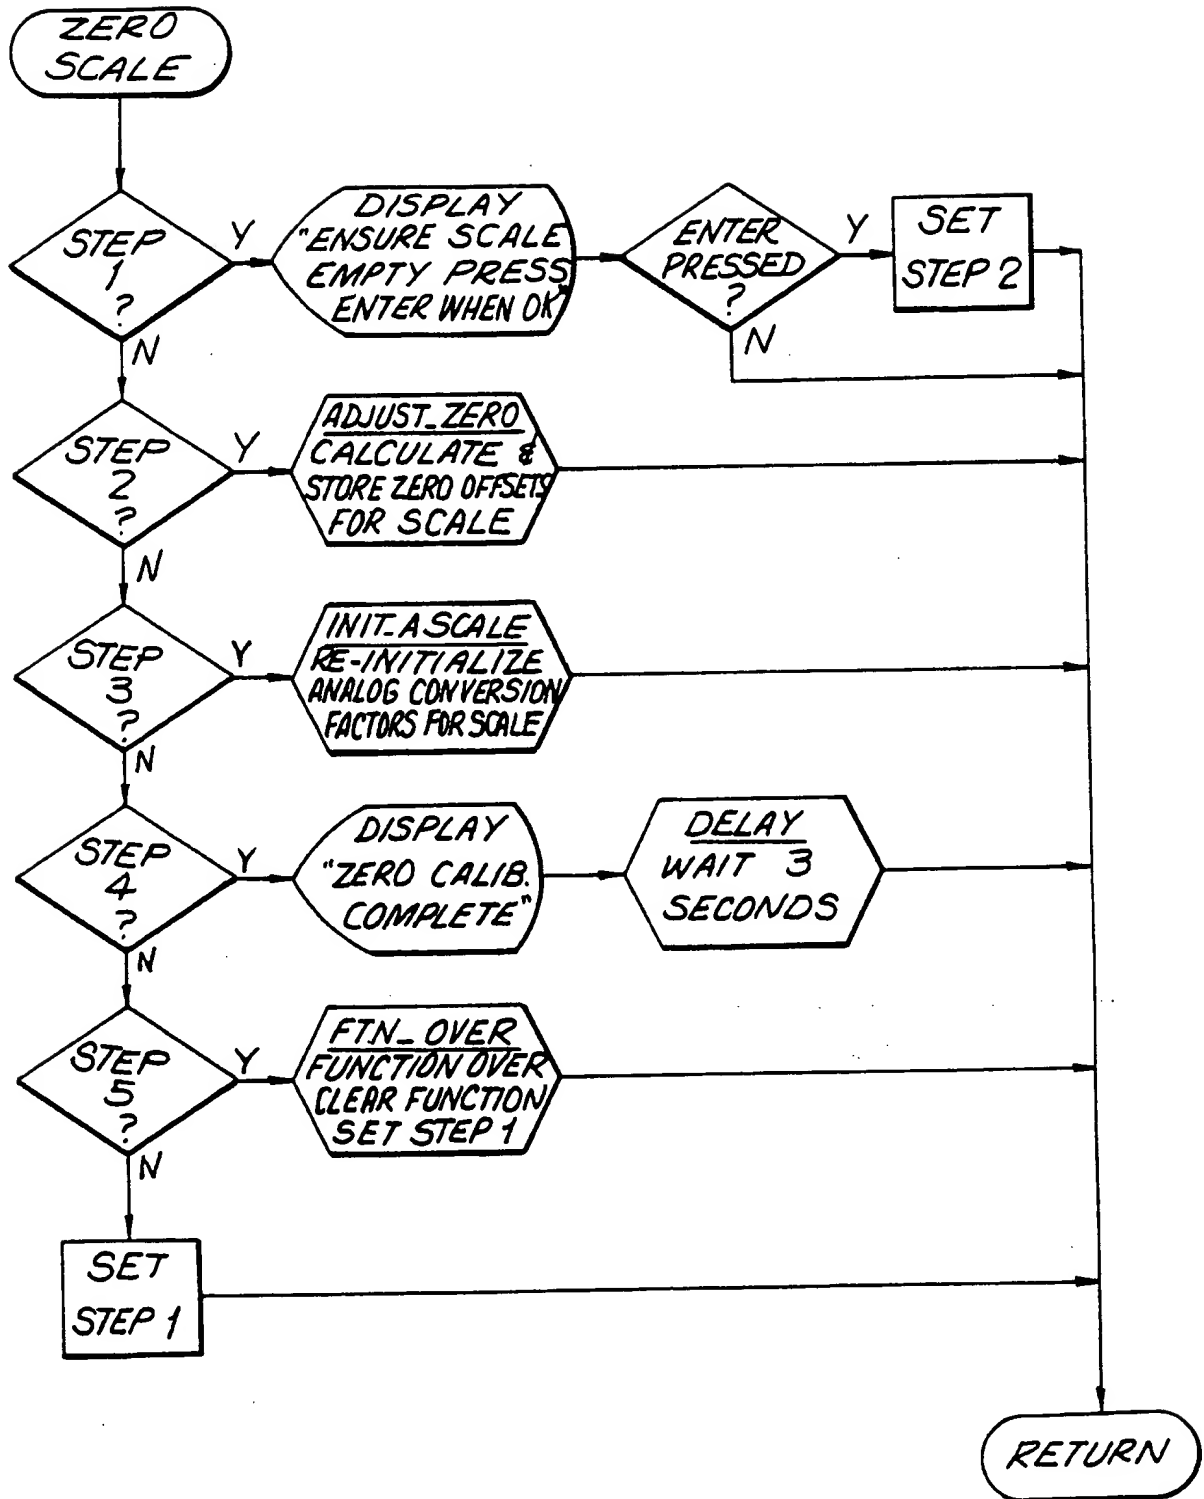 ZERO
SCALE
STEP
1
?
Y
N
DISPLAY
"ENSURE SCALE
EMPTY PRESS
ENTER WHEN OK"
ENTER
PRESSED
?
Y
N
SET
STEP 2
STEP
2
?
Y
N
ADJUST_ZERO
CALCULATE &
STORE ZERO OFFSETS
FOR SCALE
STEP
3
?
Y
N
INIT_ASCALE
RE-INITIALIZE
ANALOG CONVERSION
FACTORS FOR SCALE
STEP
4
?
Y
N
DISPLAY
"ZERO CALIB.
COMPLETE"
DELAY
WAIT 3
SECONDS
STEP
5
?
Y
N
FTN_OVER
FUNCTION OVER
CLEAR FUNCTION
SET STEP 1
SET
STEP 1
RETURN